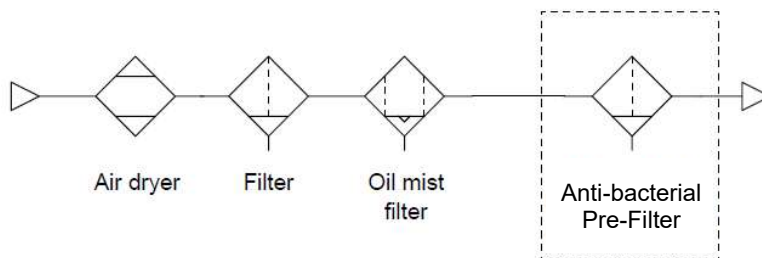 Air dryer
Filter
Oil mist
filter
Anti-bacterial
Pre-Filter